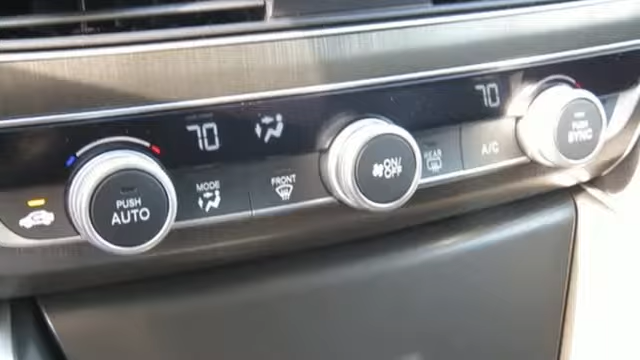 70
70
PUSH
AUTO
MODE
FRONT
ON/
OFF
REAR
A/C
PUSH
SYNC